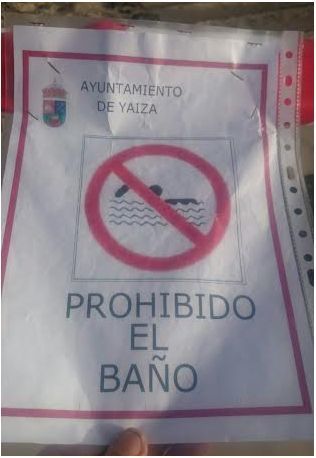 AYUNTAMIENTO
DE YAIZA
PROHIBIDO
EL
BAÑO